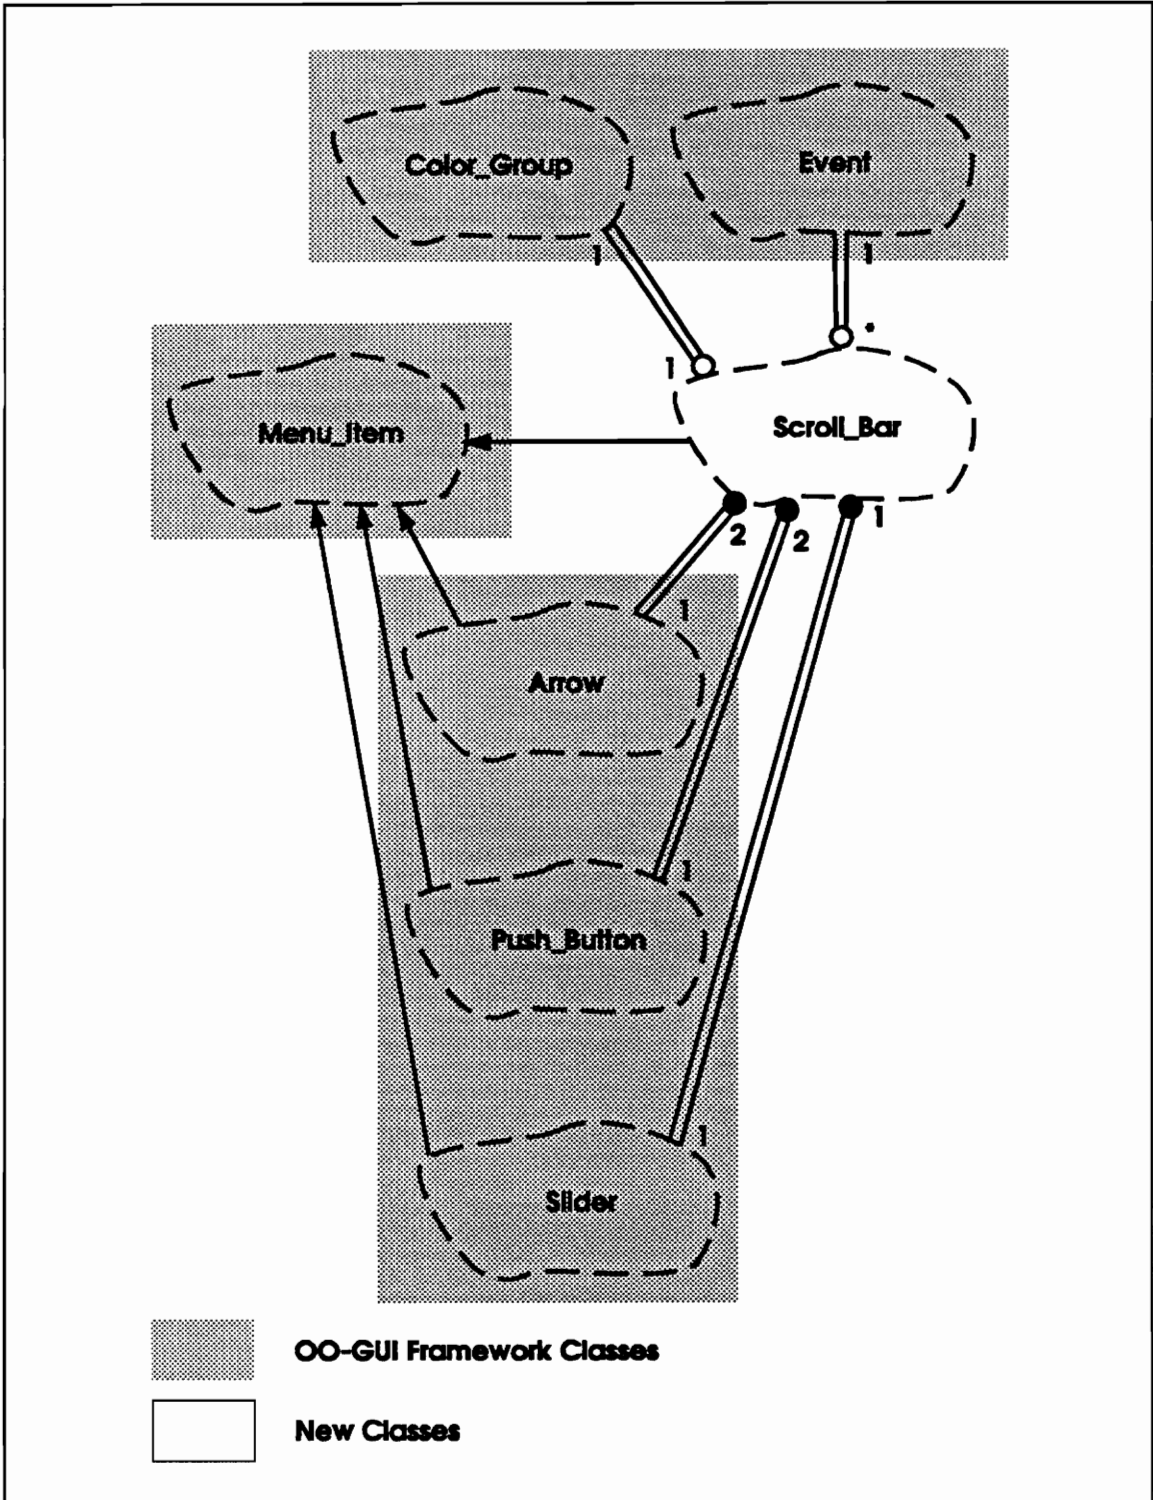 Color_Group
Event
1
1
1
*
Menu_Item
Scroll_Bar
2
2
1
1
Arrow
1
Push_Button
1
Slider
OO-GUI Framework Classes
New Classes